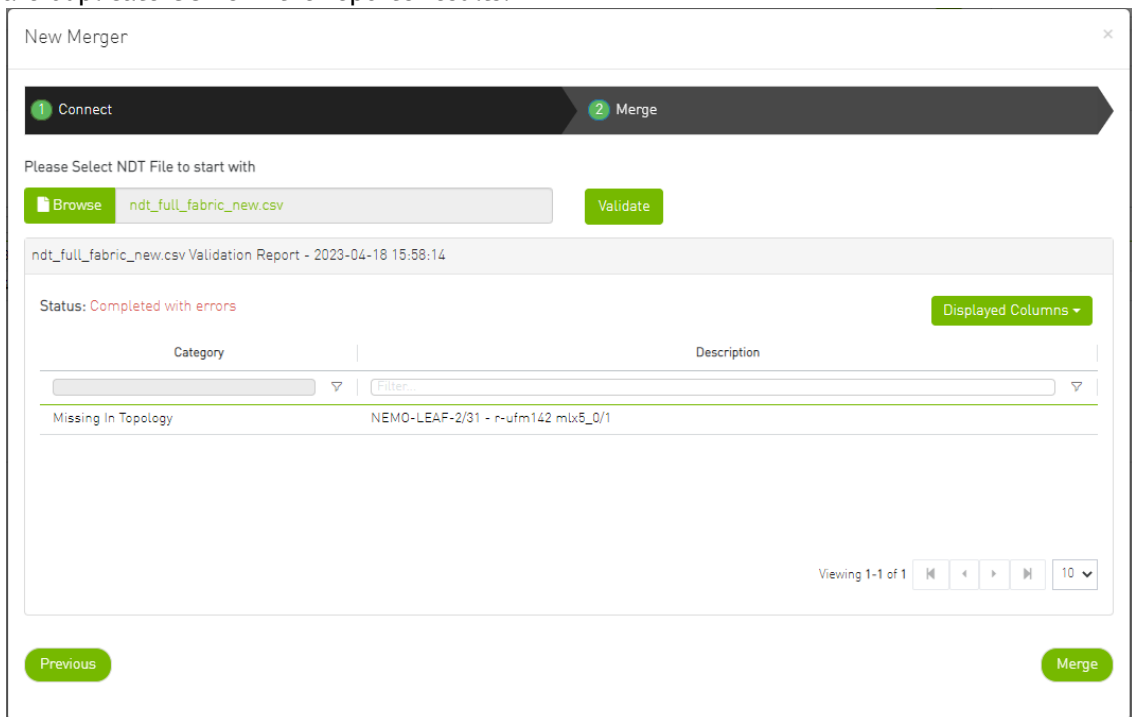 New Merger
×
1 Connect
2 Merge
Please Select NDT File to start with
Browse ndt_full_fabric_new.csv Validate
ndt_full_fabric_new.csv Validation Report - 2023-04-18 15:58:14
Status: Completed with errors
Displayed Columns
Category Description
Filter...
Missing In Topology NEMO-LEAF-2/31 - r-ufm142 mlx5_0/1
Viewing 1-1 of 1 10
Previous Merge